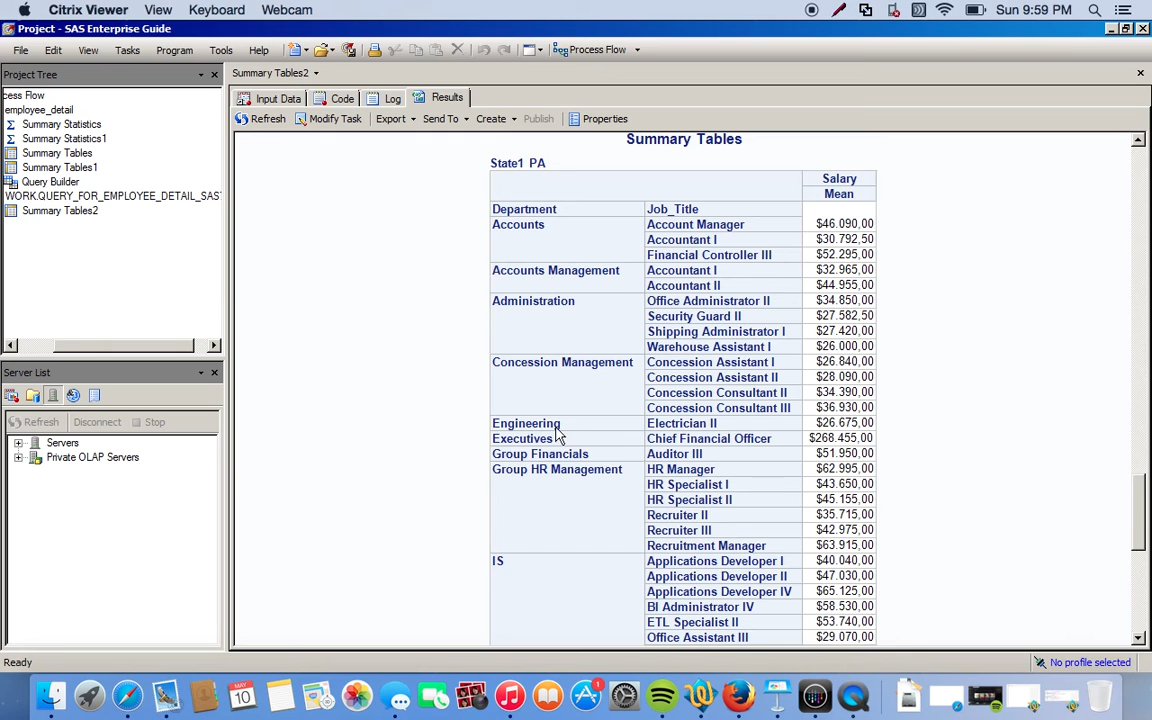 Citrix Viewer View Keyboard Webcam Sun 9:59 PM
Project - SAS Enterprise Guide
File Edit View Tasks Program Tools Help Process Flow
Project Tree
Summary Tables2
cess Flow
employee_detail
Summary Statistics
Summary Statistics1
Summary Tables
Summary Tables1
Query Builder
WORK.QUERY_FOR_EMPLOYEE_DETAIL_SAS
Summary Tables2
Server List
Refresh Disconnect Stop
Servers
Private OLAP Servers
Input Data Code Log Results
Refresh Modify Task Export Send To Create Publish Properties
Summary Tables
State1 PA
Salary
Mean
Department Job_Title
Accounts Account Manager $46.090,00
Accountant I $30.792,50
Financial Controller III $52.295,00
Accounts Management Accountant I $32.965,00
Accountant II $44.955,00
Administration Office Administrator II $34.850,00
Security Guard II $27.582,50
Shipping Administrator I $27.420,00
Warehouse Assistant I $26.000,00
Concession Management Concession Assistant I $26.840,00
Concession Assistant II $28.090,00
Concession Consultant II $34.390,00
Concession Consultant III $36.930,00
Engineering Electrician II $26.675,00
Executives Chief Financial Officer $268.455,00
Group Financials Auditor III $51.950,00
Group HR Management HR Manager $62.995,00
HR Specialist I $43.650,00
HR Specialist II $45.155,00
Recruiter II $35.715,00
Recruiter III $42.975,00
Recruitment Manager $63.915,00
IS Applications Developer I $40.040,00
Applications Developer II $47.030,00
Applications Developer IV $65.125,00
BI Administrator IV $58.530,00
ETL Specialist II $53.740,00
Office Assistant III $29.070,00
Ready No profile selected
MAY
10
1